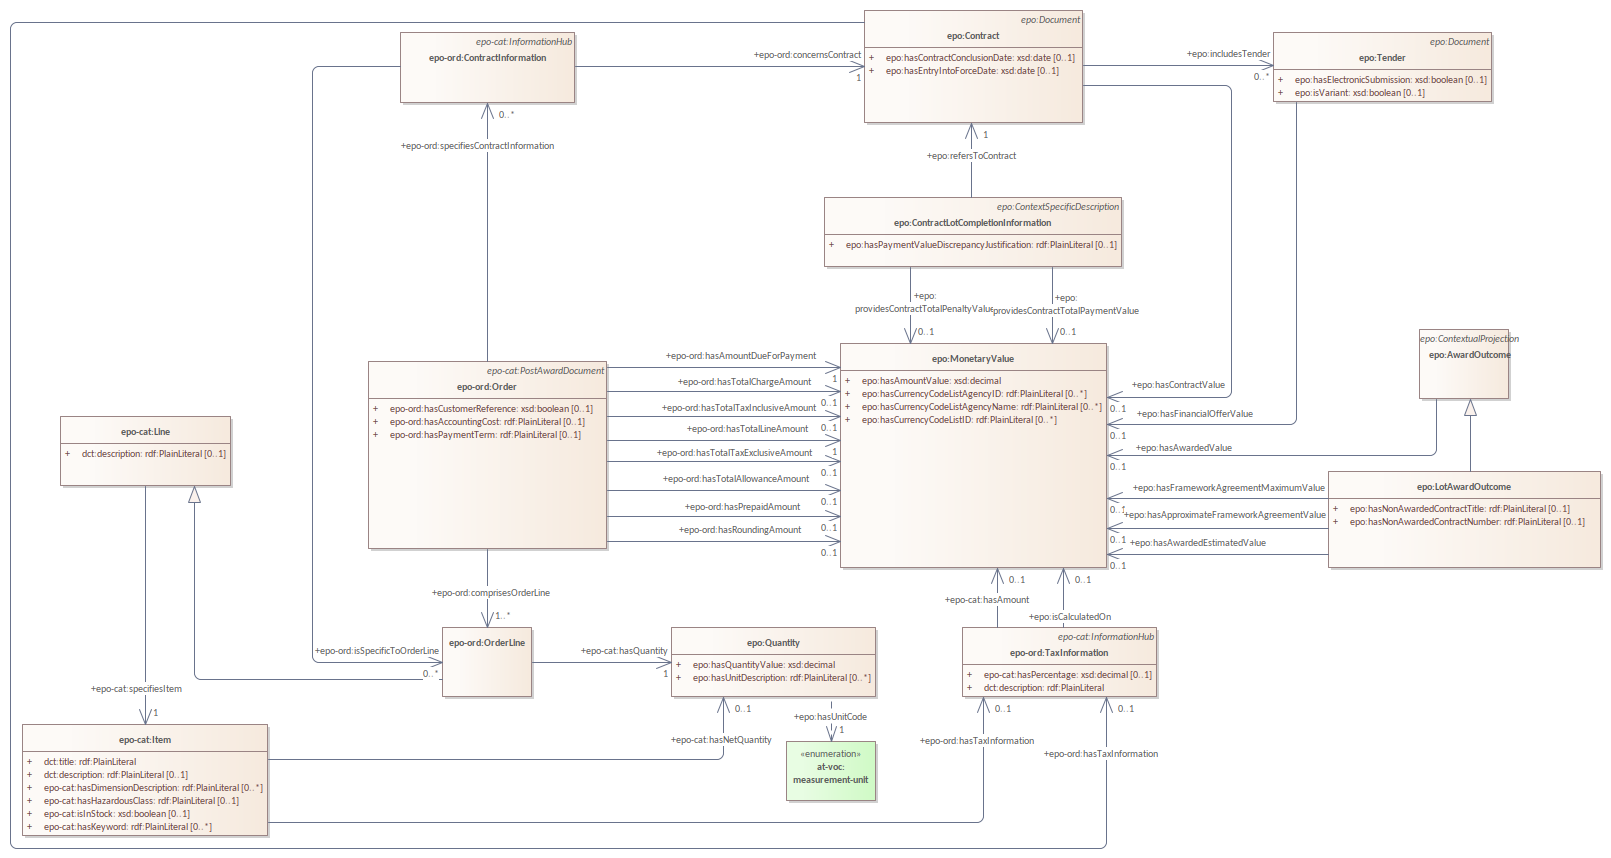 epo:Document
epo:Contract
+ epo:hasContractConclusionDate: xsd:date [0..1]
+ epo:hasEntryIntoForceDate: xsd:date [0..1]
epo-cat:InformationHub
epo-ord:ContractInformation
+epo-ord:concernsContract
1
+epo:includesTender
0..*
epo:Document
epo:Tender
+ epo:hasElectronicSubmission: xsd:boolean [0..1]
+ epo:isVariant: xsd:boolean [0..1]
0..*
+epo-ord:specifiesContractInformation
1
+epo:refersToContract
epo:ContextSpecificDescription
epo:ContractLotCompletionInformation
+ epo:hasPaymentValueDiscrepancyJustification: rdf:PlainLiteral [0..1]
+epo:
providesContractTotalPenaltyValue
0..1
+epo:
providesContractTotalPaymentValue
0..1
epo-cat:PostAwardDocument
epo-ord:Order
+ epo-ord:hasCustomerReference: xsd:boolean [0..1]
+ epo-ord:hasAccountingCost: rdf:PlainLiteral [0..1]
+ epo-ord:hasPaymentTerm: rdf:PlainLiteral [0..1]
+epo-ord:hasAmountDueForPayment
1
+epo-ord:hasTotalChargeAmount
0..1
+epo-ord:hasTotalTaxInclusiveAmount
0..1
+epo-ord:hasTotalLineAmount
1
+epo-ord:hasTotalTaxExclusiveAmount
0..1
+epo-ord:hasTotalAllowanceAmount
0..1
+epo-ord:hasPrepaidAmount
0..1
+epo-ord:hasRoundingAmount
0..1
epo:MonetaryValue
+ epo:hasAmountValue: xsd:decimal
+ epo:hasCurrencyCodeListAgencyID: rdf:PlainLiteral [0..*]
+ epo:hasCurrencyCodeListAgencyName: rdf:PlainLiteral [0..*]
+ epo:hasCurrencyCodeListID: rdf:PlainLiteral [0..*]
+epo:hasContractValue
0..1
+epo:hasFinancialOfferValue
0..1
+epo:hasAwardedValue
0..1
+epo:hasFrameworkAgreementMaximumValue
0..1
+epo:hasApproximateFrameworkAgreementValue
0..1
+epo:hasAwardedEstimatedValue
0..1
epo:ContextualProjection
epo:AwardOutcome
epo:LotAwardOutcome
+ epo:hasNonAwardedContractTitle: rdf:PlainLiteral [0..1]
+ epo:hasNonAwardedContractNumber: rdf:PlainLiteral [0..1]
epo-cat:Line
+ dct:description: rdf:PlainLiteral [0..1]
+epo-ord:comprisesOrderLine
1..*
epo-ord:OrderLine
+epo-ord:isSpecificToOrderLine
0..*
+epo-cat:hasQuantity
1
epo:Quantity
+ epo:hasQuantityValue: xsd:decimal
+ epo:hasUnitDescription: rdf:PlainLiteral [0..*]
0..1
+epo-cat:hasAmount
0..1
+epo:isCalculatedOn
epo-cat:InformationHub
epo-ord:TaxInformation
+ epo-cat:hasPercentage: xsd:decimal [0..1]
+ dct:description: rdf:PlainLiteral
+epo-cat:specifiesItem
1
0..1
+epo-cat:hasNetQuantity
+epo:hasUnitCode
1
«enumeration»
at-voc:
measurement-unit
0..1
+epo-ord:hasTaxInformation
0..1
+epo-ord:hasTaxInformation
epo-cat:Item
+ dct:title: rdf:PlainLiteral
+ dct:description: rdf:PlainLiteral [0..1]
+ epo-cat:hasDimensionDescription: rdf:PlainLiteral [0..*]
+ epo-cat:hasHazardousClass: rdf:PlainLiteral [0..1]
+ epo-cat:isInStock: xsd:boolean [0..1]
+ epo-cat:hasKeyword: rdf:PlainLiteral [0..*]